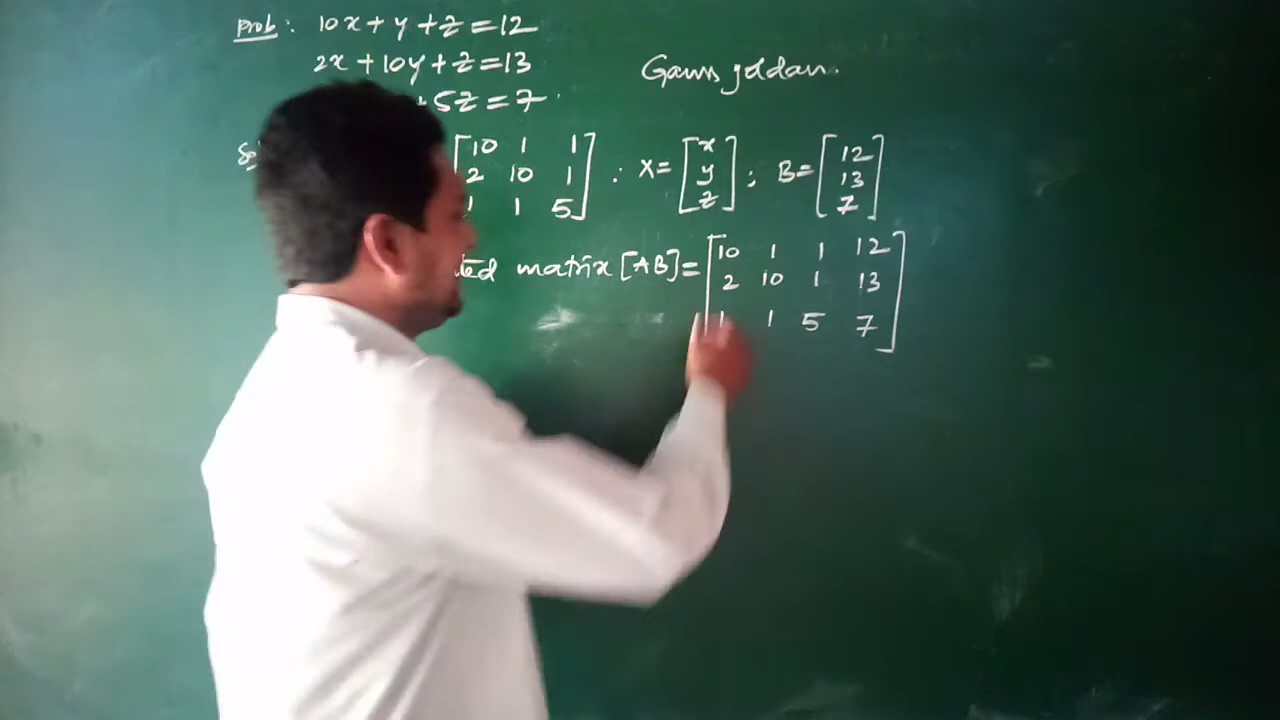 Prob: 10x + y + z = 12
2x + 10y + z = 13
+ 5z = 7
Gauss jordan.
10 1 1
2 10 1
1 1 5
X = [x y z] ; B = [12 13 7]
matrix [AB] =
10 1 1 12
2 10 1 13
1 1 5 7